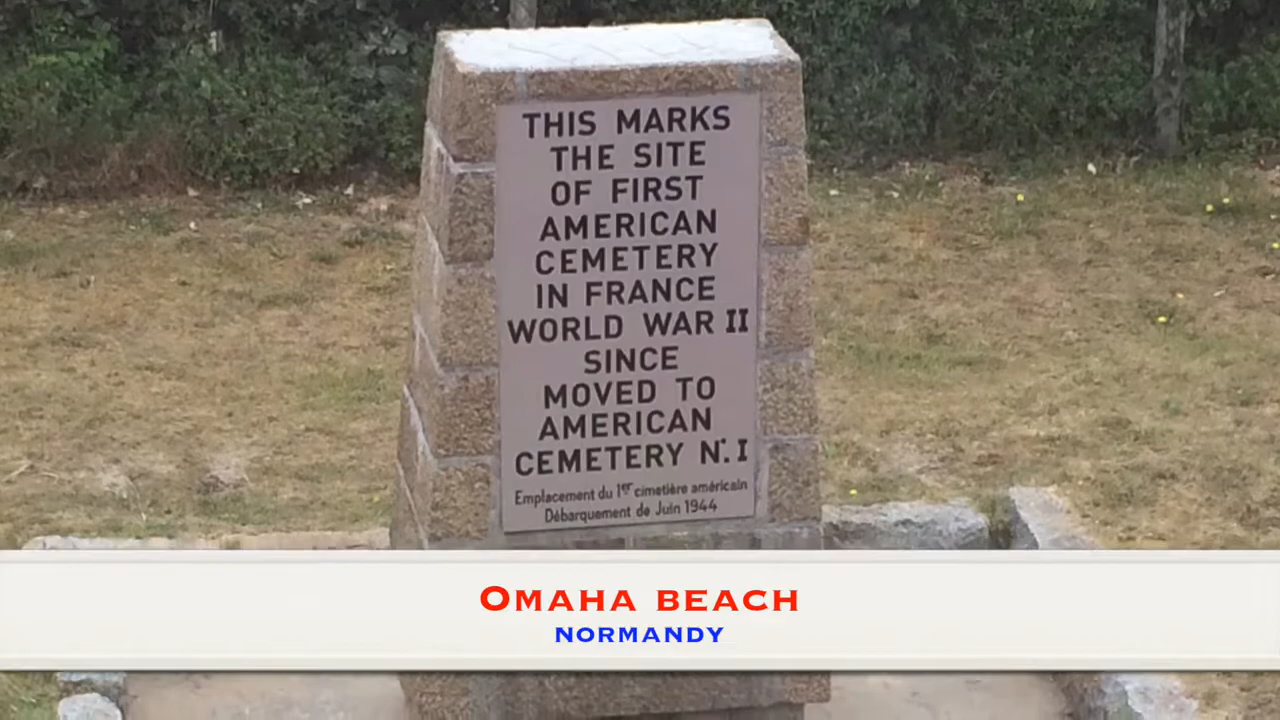 THIS MARKS
THE SITE
OF FIRST
AMERICAN
CEMETERY
IN FRANCE
WORLD WAR II
SINCE
MOVED TO
AMERICAN
CEMETERY N.I
Emplacement du 1er cimetière américain
Débarquement de Juin 1944
OMAHA BEACH
NORMANDY